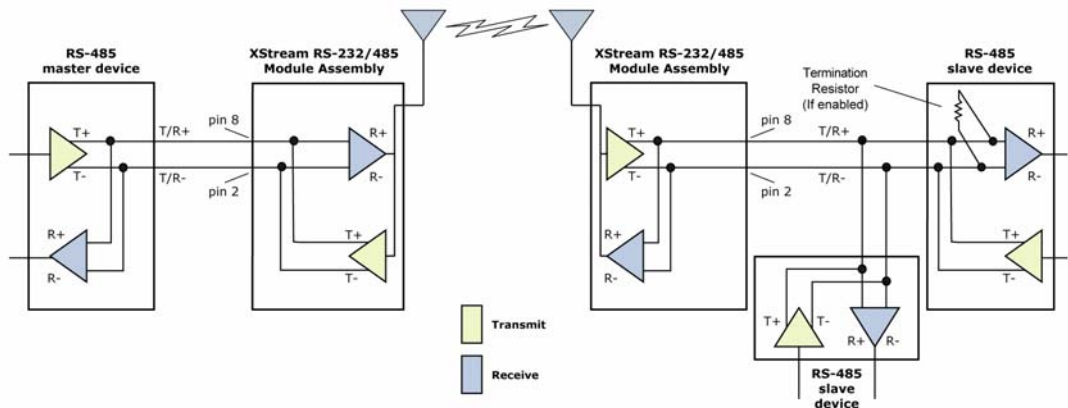 RS-485
master device
T+
T-
R+
R-
T/R+
T/R-
pin 8
pin 2
XStream RS-232/485
Module Assembly
R+
R-
T+
T-
XStream RS-232/485
Module Assembly
T+
T-
R+
R-
pin 8
pin 2
T/R+
T/R-
Termination
Resistor
(If enabled)
RS-485
slave device
R+
R-
T+
T-
T+
T-
R+
R-
RS-485
slave
device
Transmit
Receive